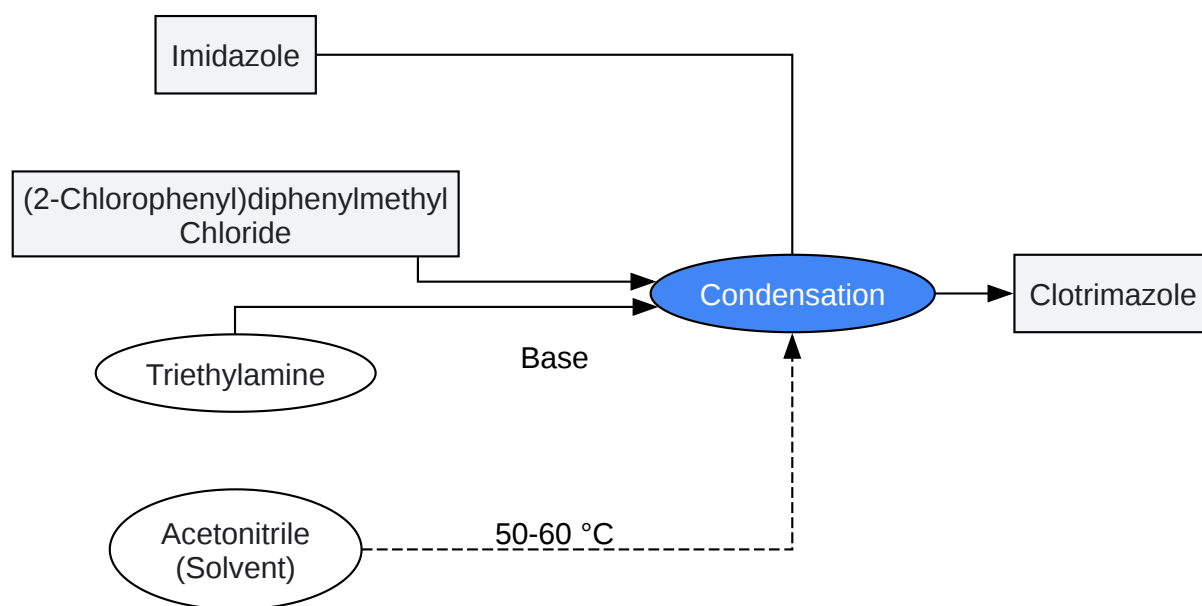 Imidazole
(2-Chlorophenyl)diphenylmethyl
Chloride
Condensation
Clotrimazole
Triethylamine
Base
Acetonitrile
(Solvent)
50-60 °C